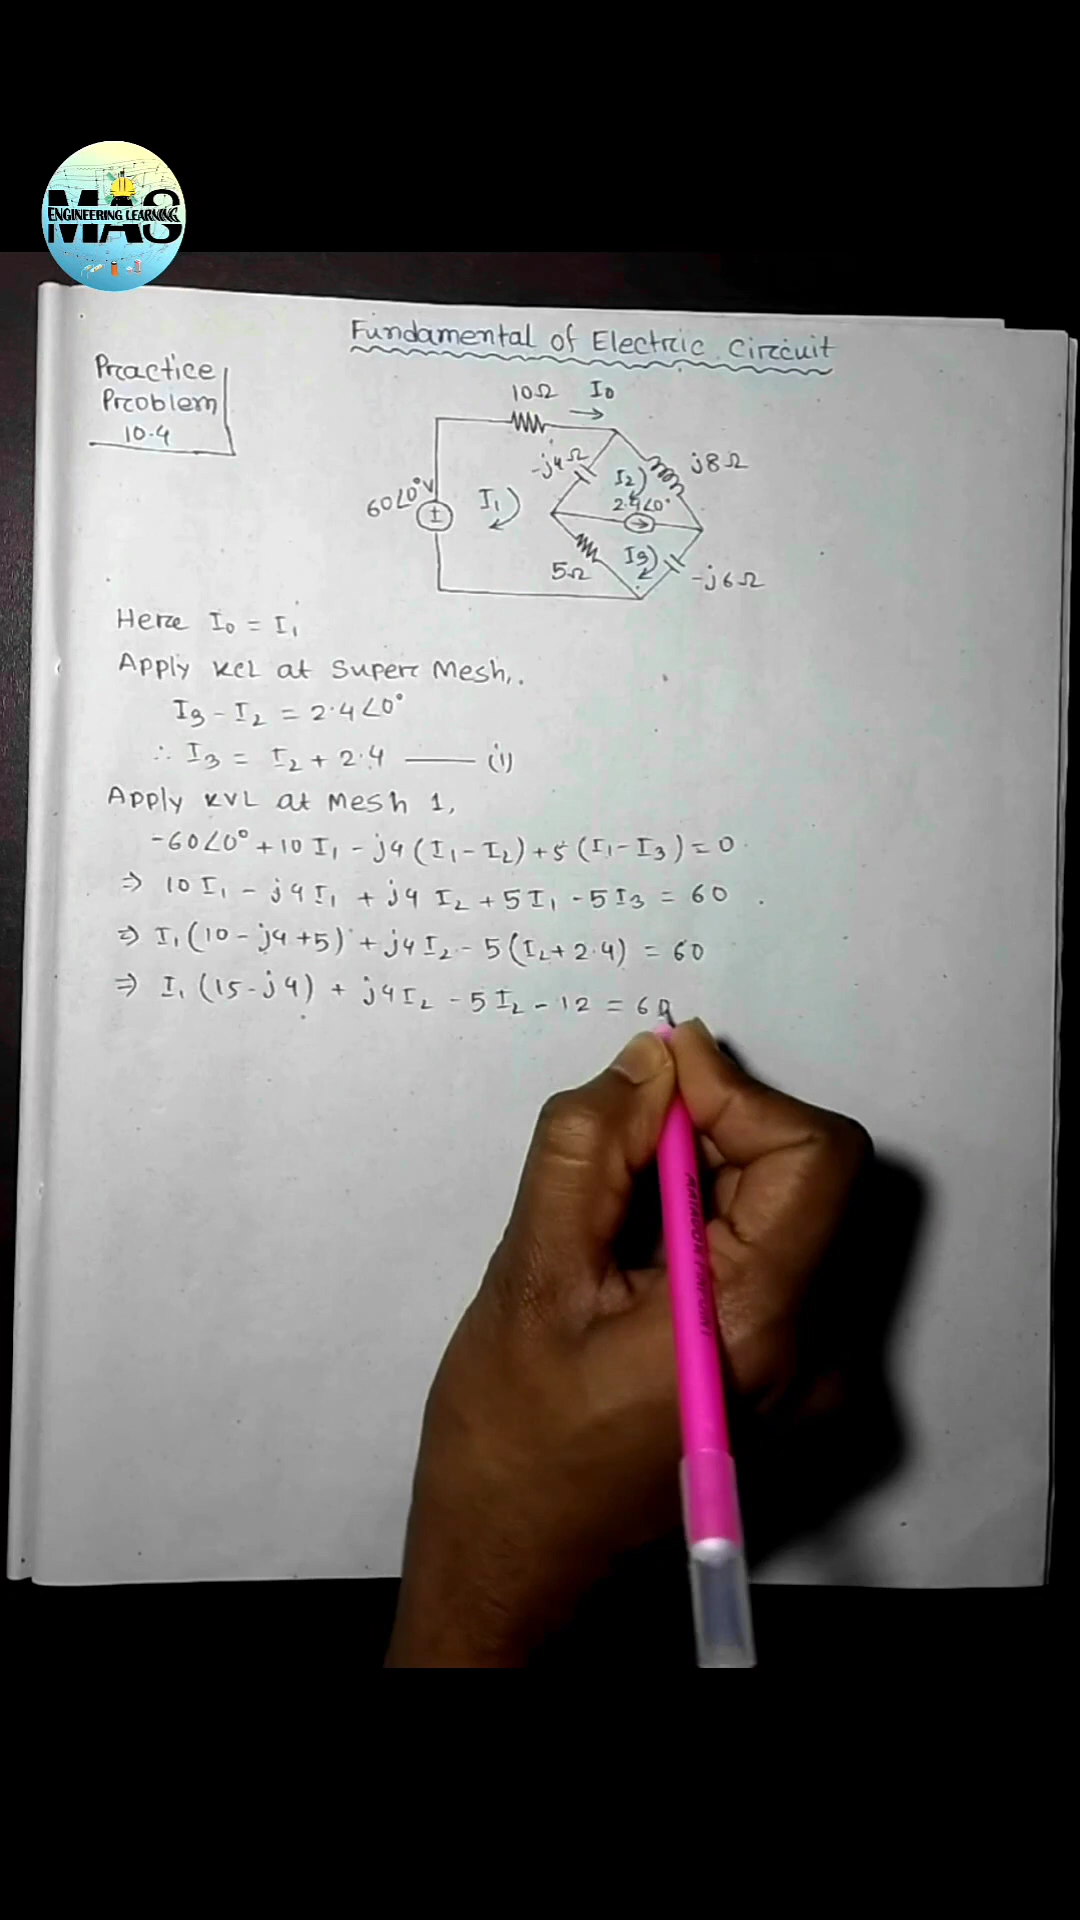 MAS
ENGINEERING LEARNING
Fundamental of Electric Circuit
Practice
Problem
10.4
10Ω I₀
-j4Ω
j8Ω
I₂
2.4∠0°
60∠0°V
I₁
I₃
5Ω
-j6Ω
Here I₀ = I₁
Apply KCL at Super Mesh,.
I₃ - I₂ = 2.4∠0°
∴ I₃ = I₂ + 2.4 —— (i)
Apply KVL at Mesh 1,
-60∠0° + 10 I₁ - j4 (I₁ - I₂) + 5 (I₁ - I₃) = 0
⇒ 10 I₁ - j4 I₁ + j4 I₂ + 5 I₁ - 5 I₃ = 60
⇒ I₁ (10 - j4 + 5) + j4 I₂ - 5 (I₂ + 2.4) = 60
⇒ I₁ (15 - j4) + j4 I₂ - 5 I₂ - 12 = 60